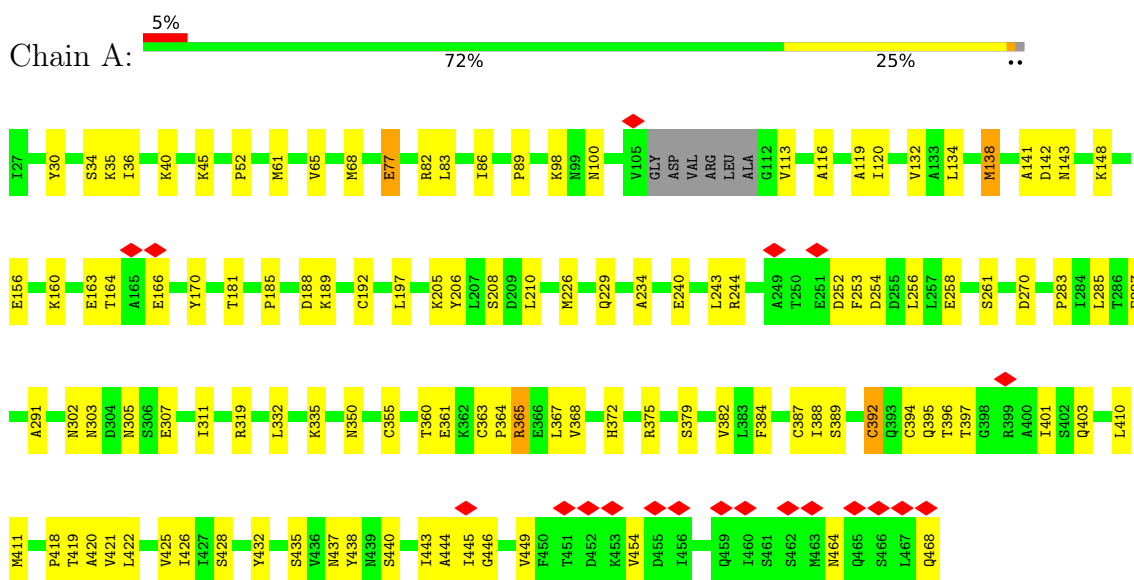 5%
Chain A:
72% 25% ••
I27 Y30 S34 K35 I36 K40 K45 P52 M61 V65 M68 E77 R82 L83 I86 P89 K98 N99 N100 V105 GLY ASP VAL ARG LEU ALA G112 V113 A116 A119 I120 V132 A133 L134 M138 A141 D142 N143 K148
E156 K160 E163 T164 A165 E166 Y170 T181 P185 D188 K189 C192 L197 K205 Y206 L207 S208 D209 L210 M226 Q229 A234 E240 L243 R244 A249 T250 E251 D252 F253 D254 D255 L256 L257 E258 S261 D270 P283 I284 L285 T286
A291 N302 N303 D304 N305 S306 E307 I311 R319 L332 K335 N350 C355 T360 E361 K362 C363 P364 R365 E366 L367 V368 H372 R375 S379 V382 L383 F384 C387 I388 S389 C392 Q393 C394 Q395 T396 T397 G398 R399 A400 I401 S402 Q403 L410
M411 P418 T419 A420 V421 L422 V425 I426 I427 S428 Y432 S435 V436 N437 Y438 N439 S440 I443 A444 I445 G446 V449 F450 T451 D452 K453 V454 D455 I456 Q459 I460 S461 S462 M463 N464 Q465 S466 L467 Q468